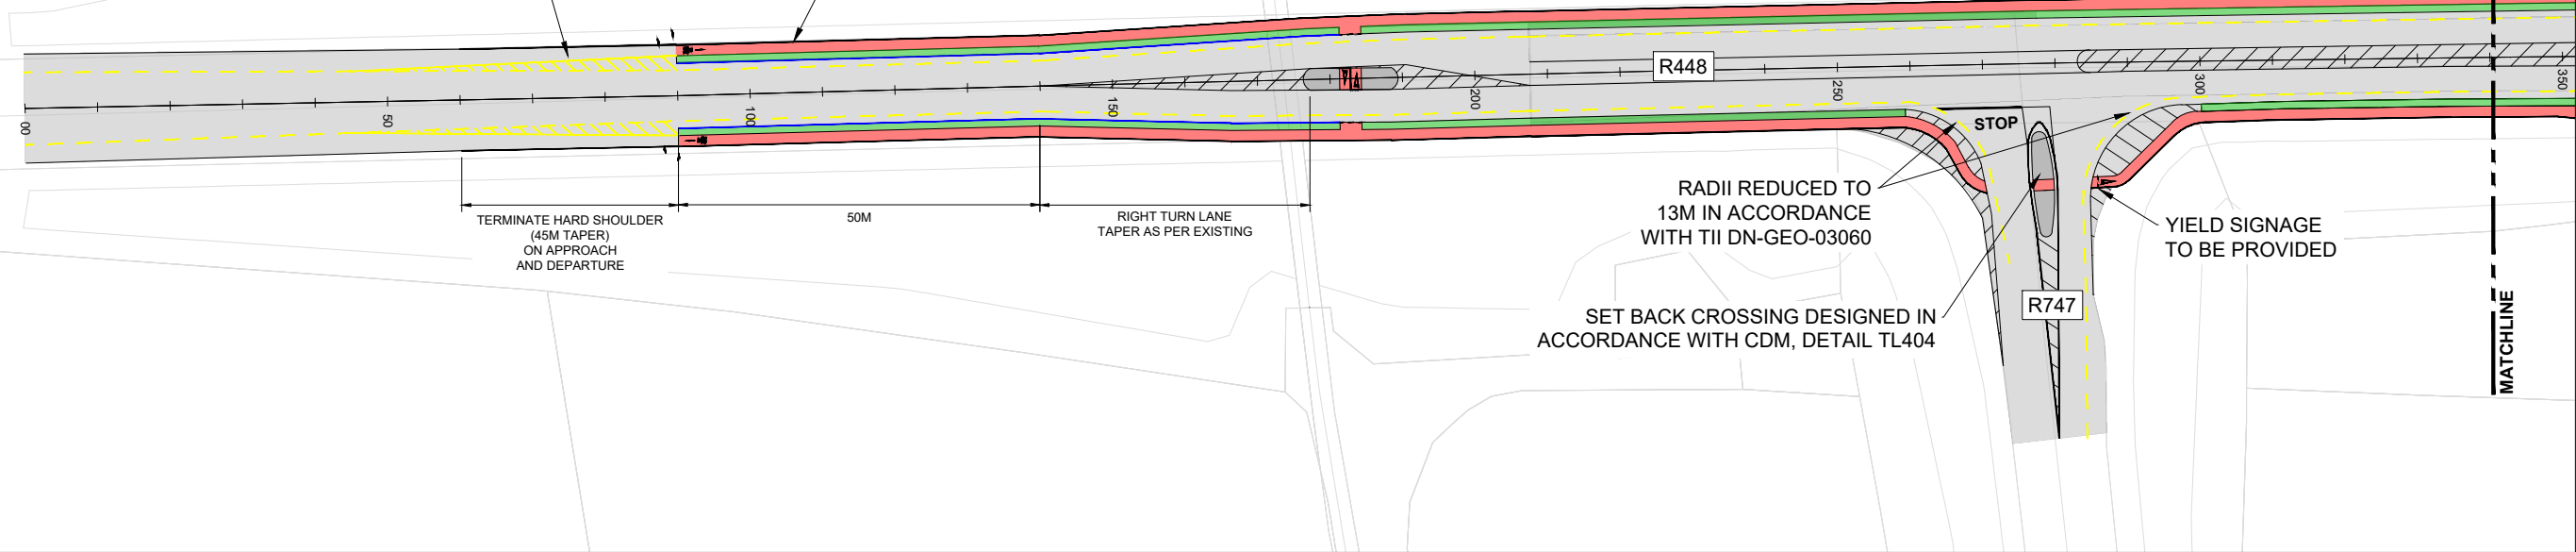 00
50
100
150
200
250
300
350
R448
STOP
TERMINATE HARD SHOULDER
(45M TAPER)
ON APPROACH
AND DEPARTURE
50M
RIGHT TURN LANE
TAPER AS PER EXISTING
RADII REDUCED TO
13M IN ACCORDANCE
WITH TII DN-GEO-03060
YIELD SIGNAGE
TO BE PROVIDED
SET BACK CROSSING DESIGNED IN
ACCORDANCE WITH CDM, DETAIL TL404
R747
MATCHLINE